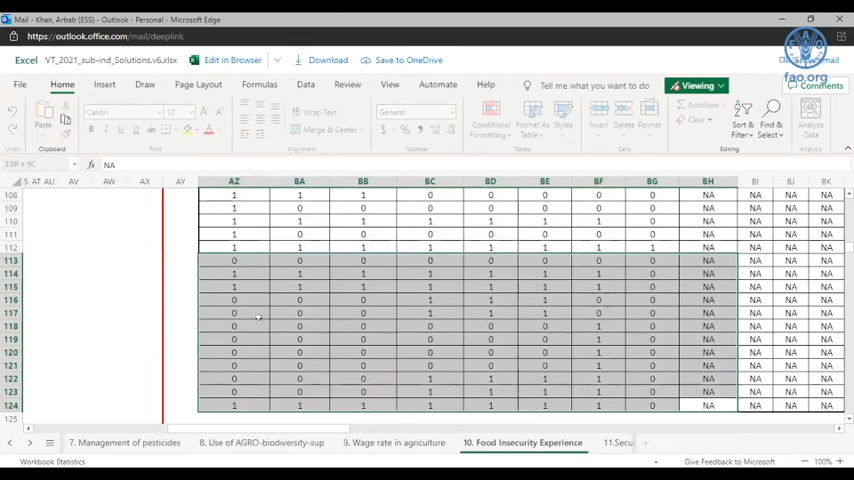 Mail - Khan, Arbab (ESS) - Outlook - Personal - Microsoft Edge
https://outlook.office.com/mail/deeplink
Excel VT_2021_sub-ind_Solutions.v6.xlsx Edit in Browser Download Save to OneDrive
FAO
fao.org
File Home Insert Draw Page Layout Formulas Data Review View Automate Help Tell me what you want to do Viewing Comments
Paste Calibri 12 Wrap Text General Conditional Format As Styles Insert Delete Format AutoSum Sort & Find & Analyze
B I D Merge & Center $ % Formatting Table Clear Filter Select Data
Clipboard Editing
33R x 9C fx NA
S AT AU AV AW AX AY AZ BA BB BC BD BE BF BG BH BI BJ BK
108 1 1 1 0 0 0 0 0 NA NA NA NA
109 1 0 0 0 0 0 0 0 NA NA NA NA
110 1 1 1 1 1 1 1 0 NA NA NA NA
111 1 0 0 0 0 0 0 0 NA NA NA NA
112 1 1 1 1 1 1 1 1 NA NA NA NA
113 0 0 0 0 0 0 0 0 NA NA NA NA
114 1 1 1 1 1 1 1 0 NA NA NA NA
115 1 1 1 1 1 1 1 0 NA NA NA NA
116 0 0 0 1 1 1 0 0 NA NA NA NA
117 0 0 0 1 1 1 0 0 NA NA NA NA
118 0 0 0 0 0 0 1 0 NA NA NA NA
119 0 0 0 0 0 0 1 0 NA NA NA NA
120 0 0 0 0 0 0 1 0 NA NA NA NA
121 0 0 0 0 0 0 1 0 NA NA NA NA
122 0 0 0 1 1 1 1 0 NA NA NA NA
123 0 0 0 0 0 0 1 0 NA NA NA NA
124 1 1 1 1 1 1 1 0 NA NA NA NA
125
7. Management of pesticides 8. Use of AGRO-biodiversity-sup 9. Wage rate in agriculture 10. Food Insecurity Experience 11.Secu
Workbook Statistics Give Feedback to Microsoft 100%